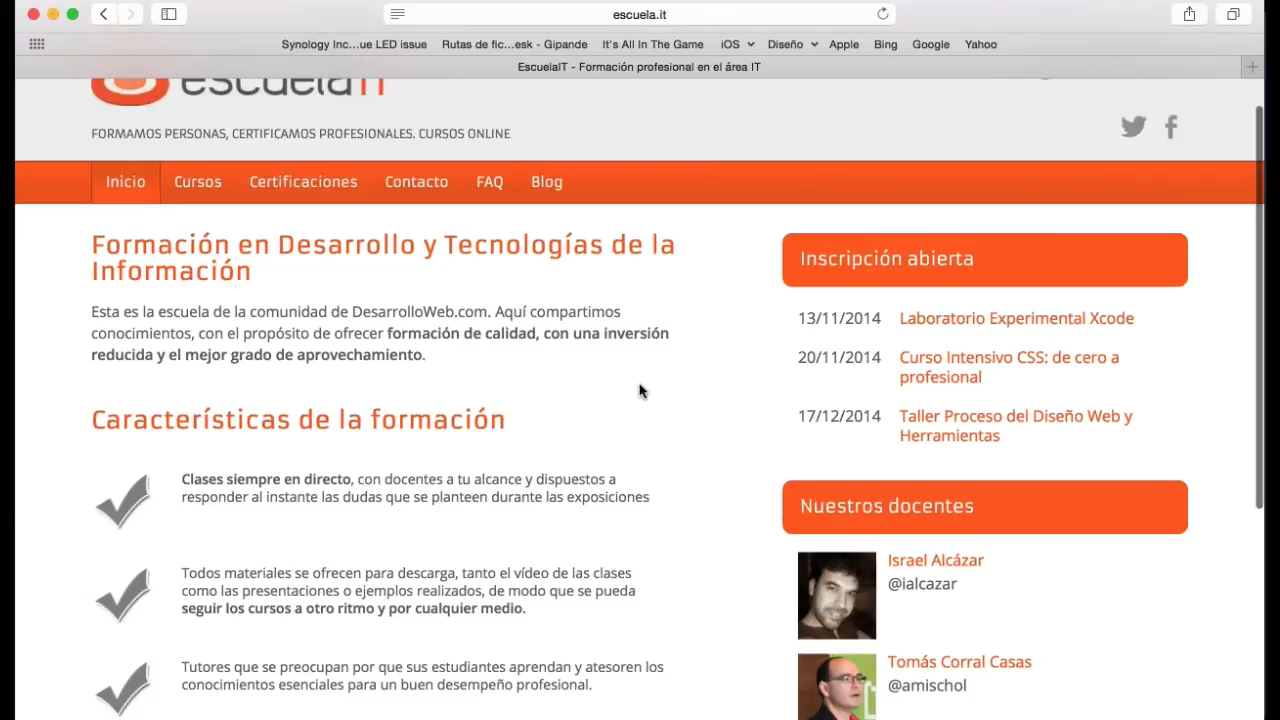 escuela.it
Synology Inc...ue LED issue Rutas de fic...esk - Gipande It's All In The Game iOS Diseño Apple Bing Google Yahoo
EscuelaIT - Formación profesional en el área IT
escuelaIT
FORMAMOS PERSONAS, CERTIFICAMOS PROFESIONALES. CURSOS ONLINE
Inicio Cursos Certificaciones Contacto FAQ Blog
Formación en Desarrollo y Tecnologías de la
Información
Esta es la escuela de la comunidad de DesarrolloWeb.com. Aquí compartimos
conocimientos, con el propósito de ofrecer formación de calidad, con una inversión
reducida y el mejor grado de aprovechamiento.
Características de la formación
Clases siempre en directo, con docentes a tu alcance y dispuestos a
responder al instante las dudas que se planteen durante las exposiciones
Todos materiales se ofrecen para descarga, tanto el vídeo de las clases
como las presentaciones o ejemplos realizados, de modo que se pueda
seguir los cursos a otro ritmo y por cualquier medio.
Tutores que se preocupan por que sus estudiantes aprendan y atesoren los
conocimientos esenciales para un buen desempeño profesional.
Inscripción abierta
13/11/2014 Laboratorio Experimental Xcode
20/11/2014 Curso Intensivo CSS: de cero a
profesional
17/12/2014 Taller Proceso del Diseño Web y
Herramientas
Nuestros docentes
Israel Alcázar
@ialcazar
Tomás Corral Casas
@amischol